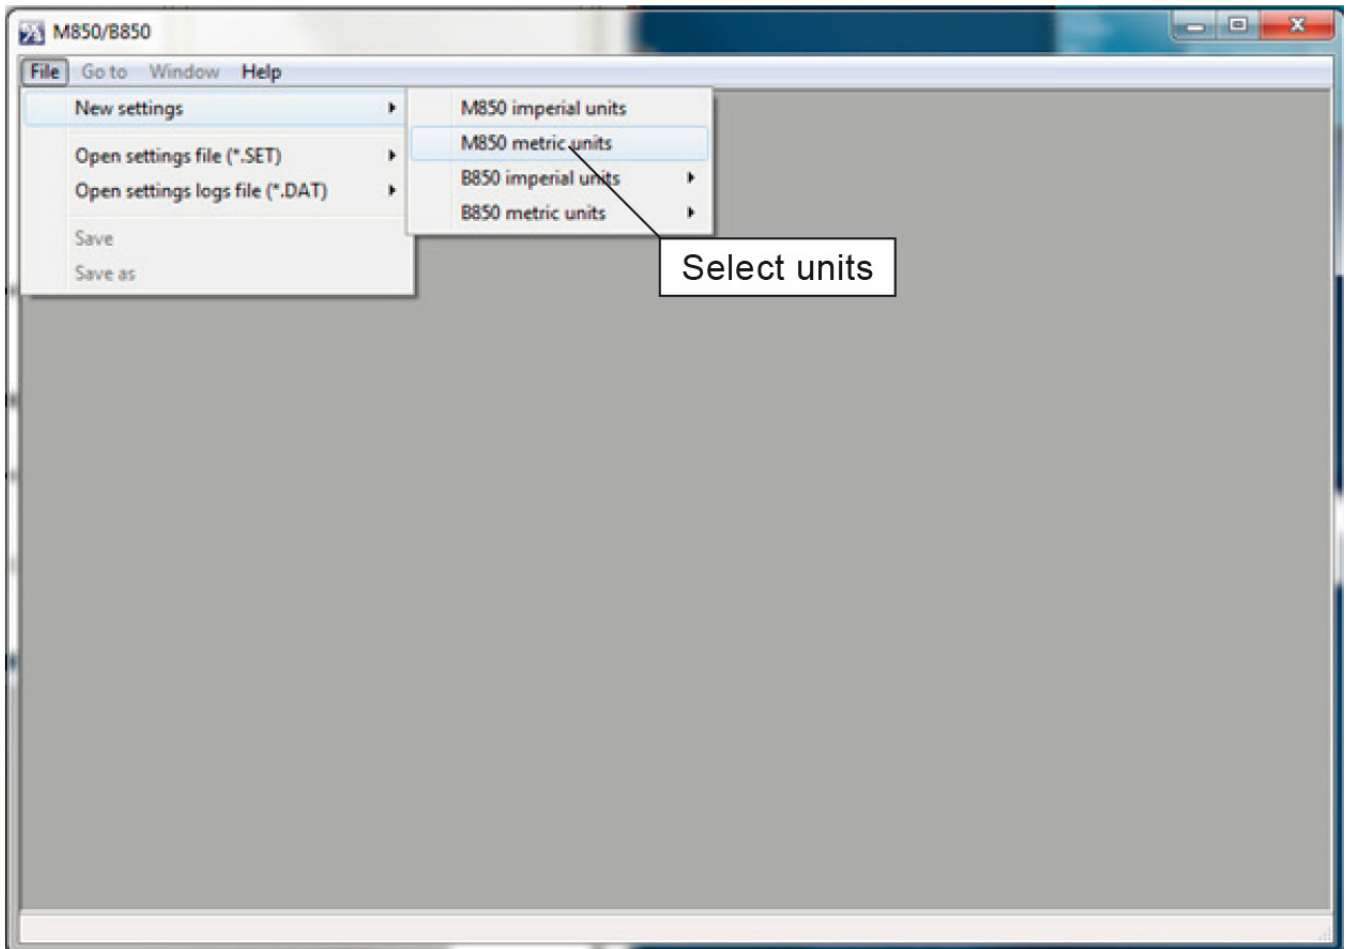 M850/B850
File Go to Window Help
New settings
Open settings file (*.SET)
Open settings logs file (*.DAT)
Save
Save as
M850 imperial units
M850 metric units
B850 imperial units
B850 metric units
Select units